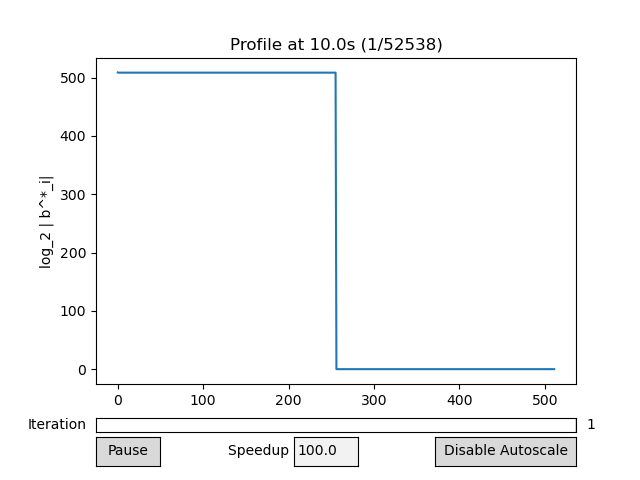 Profile at 10.0s (1/52538)
log_2 | b^*_i|
500
400
300
200
100
0
0 100 200 300 400 500
Iteration 1
Pause Speedup 100.0 Disable Autoscale